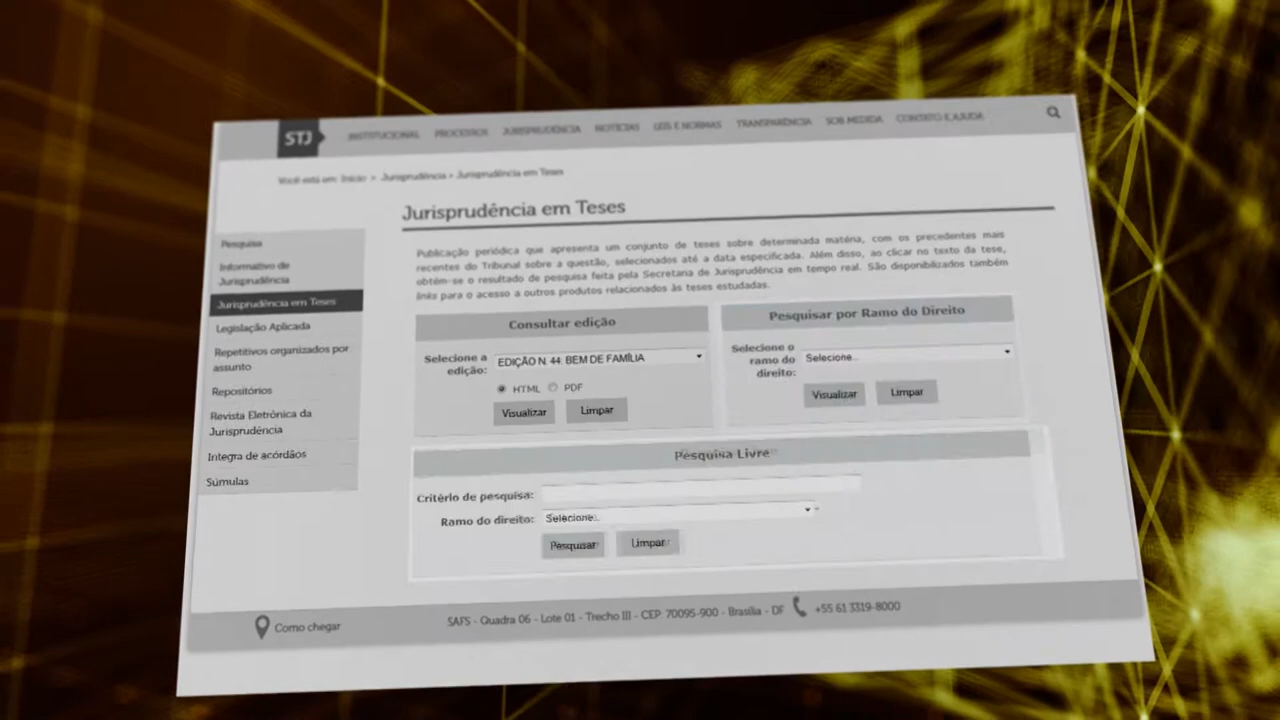 STJ
INSTITUCIONAL PROCESSOS JURISPRUDÊNCIA NOTÍCIAS LEIS E NORMAS TRANSPARÊNCIA SOB MEDIDA CONTATO E AJUDA
Você está em: Início > Jurisprudência > Jurisprudência em Teses
Jurisprudência em Teses
Publicação periódica que apresenta um conjunto de teses sobre determinada matéria, com os precedentes mais
recentes do Tribunal sobre a questão, selecionados até a data especificada. Além disso, ao clicar no texto da tese,
obtém-se o resultado de pesquisa feita pela Secretaria de Jurisprudência em tempo real. São disponibilizados também
links para o acesso a outros produtos relacionados às teses estudadas.
Pesquisa
Informativo de
Jurisprudência
Jurisprudência em Teses
Legislação Aplicada
Repetitivos organizados por
assunto
Repositórios
Revista Eletrônica da
Jurisprudência
Íntegra de acórdãos
Súmulas
Consultar edição
Selecione a
edição:
EDIÇÃO N. 44: BEM DE FAMÍLIA
HTML PDF
Visualizar Limpar
Pesquisar por Ramo do Direito
Selecione o
ramo do
direito:
Selecione...
Visualizar Limpar
Pesquisa Livre
Critério de pesquisa:
Ramo do direito: Selecione...
Pesquisar Limpar
Como chegar
SAFS - Quadra 06 - Lote 01 - Trecho III - CEP: 70095-900 - Brasília - DF +55 61 3319-8000